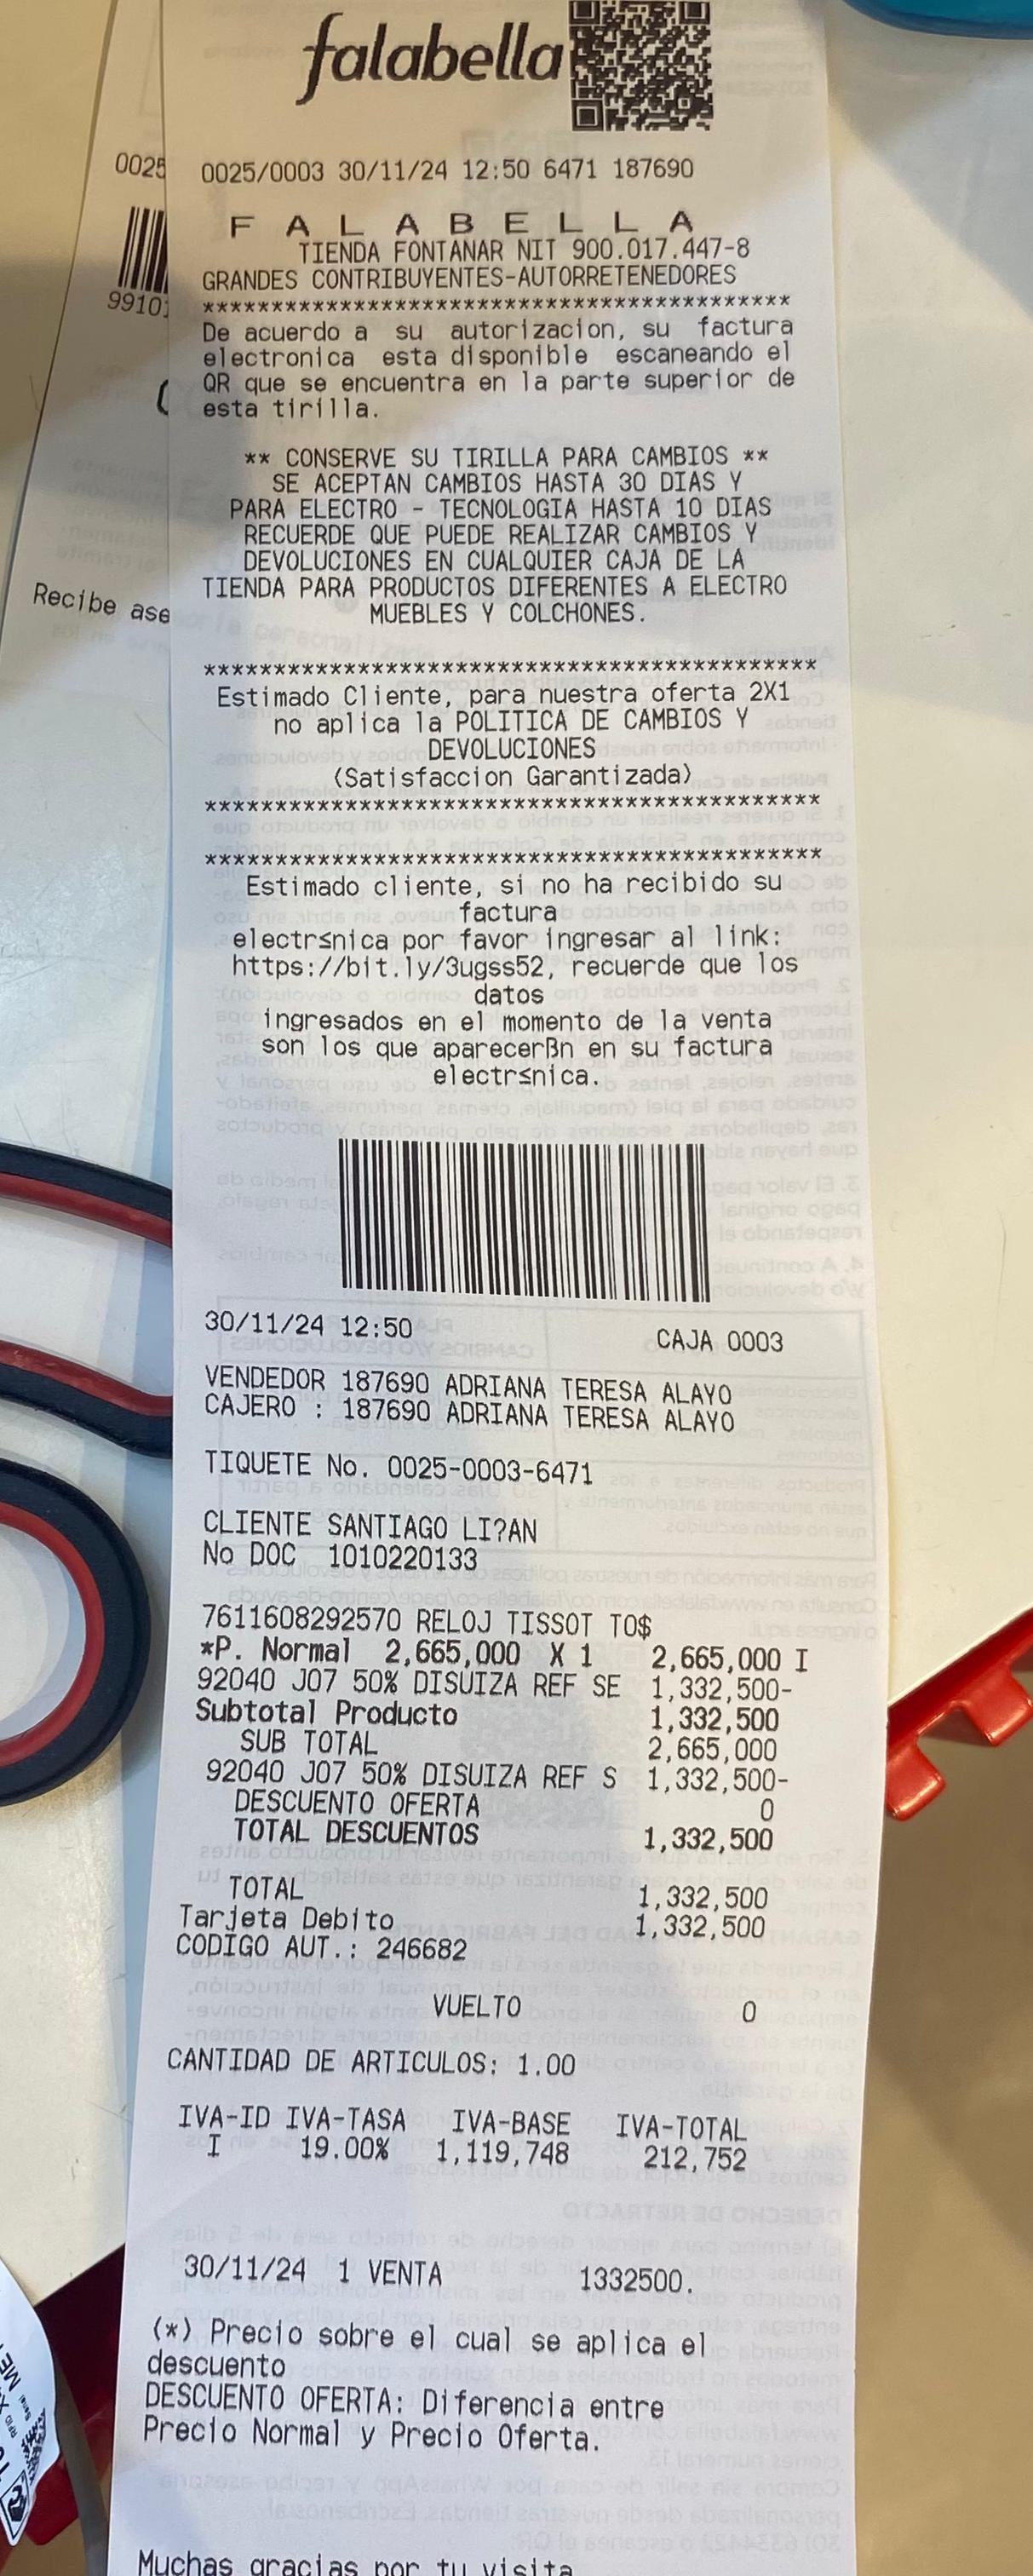 falabella
0025/0003 30/11/24 12:50 6471 187690
F A L A B E L L A
TIENDA FONTANAR NIT 900.017.447-8
GRANDES CONTRIBUYENTES-AUTORRETENEDORES
*******************************************
De acuerdo a su autorizacion, su factura
electronica esta disponible escaneando el
QR que se encuentra en la parte superior de
esta tirilla.
** CONSERVE SU TIRILLA PARA CAMBIOS **
SE ACEPTAN CAMBIOS HASTA 30 DIAS Y
PARA ELECTRO - TECNOLOGIA HASTA 10 DIAS
RECUERDE QUE PUEDE REALIZAR CAMBIOS Y
DEVOLUCIONES EN CUALQUIER CAJA DE LA
TIENDA PARA PRODUCTOS DIFERENTES A ELECTRO
MUEBLES Y COLCHONES.
********************************************
Estimado Cliente, para nuestra oferta 2X1
no aplica la POLITICA DE CAMBIOS Y
DEVOLUCIONES
(Satisfaccion Garantizada)
********************************************
********************************************
Estimado cliente, si no ha recibido su
factura
electr≤nica por favor ingresar al link:
https://bit.ly/3ugss52, recuerde que los
datos
ingresados en el momento de la venta
son los que aparecerßn en su factura
electr≤nica.
30/11/24 12:50 CAJA 0003
VENDEDOR 187690 ADRIANA TERESA ALAYO
CAJERO : 187690 ADRIANA TERESA ALAYO
TIQUETE No. 0025-0003-6471
CLIENTE SANTIAGO LI?AN
No DOC 1010220133
7611608292570 RELOJ TISSOT TO$
*P. Normal 2,665,000 X 1 2,665,000 I
92040 J07 50% DISUIZA REF SE 1,332,500-
Subtotal Producto 1,332,500
SUB TOTAL 2,665,000
92040 J07 50% DISUIZA REF S 1,332,500-
DESCUENTO OFERTA 0
TOTAL DESCUENTOS 1,332,500
TOTAL 1,332,500
Tarjeta Debito 1,332,500
CODIGO AUT.: 246682
VUELTO 0
CANTIDAD DE ARTICULOS: 1.00
IVA-ID IVA-TASA IVA-BASE IVA-TOTAL
I 19.00% 1,119,748 212,752
30/11/24 1 VENTA 1332500.
(*) Precio sobre el cual se aplica el
descuento
DESCUENTO OFERTA: Diferencia entre
Precio Normal y Precio Oferta.
Muchas gracias por tu visita
0025
9910
Recibe ase